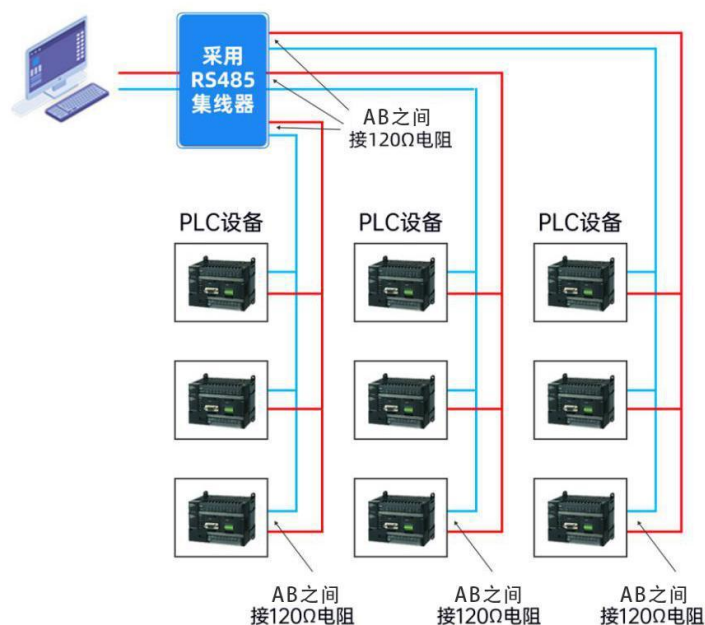 采用
RS485
集线器
AB之间
接120Ω电阻
PLC设备
PLC设备
PLC设备
AB之间
接120Ω电阻
AB之间
接120Ω电阻
AB之间
接120Ω电阻